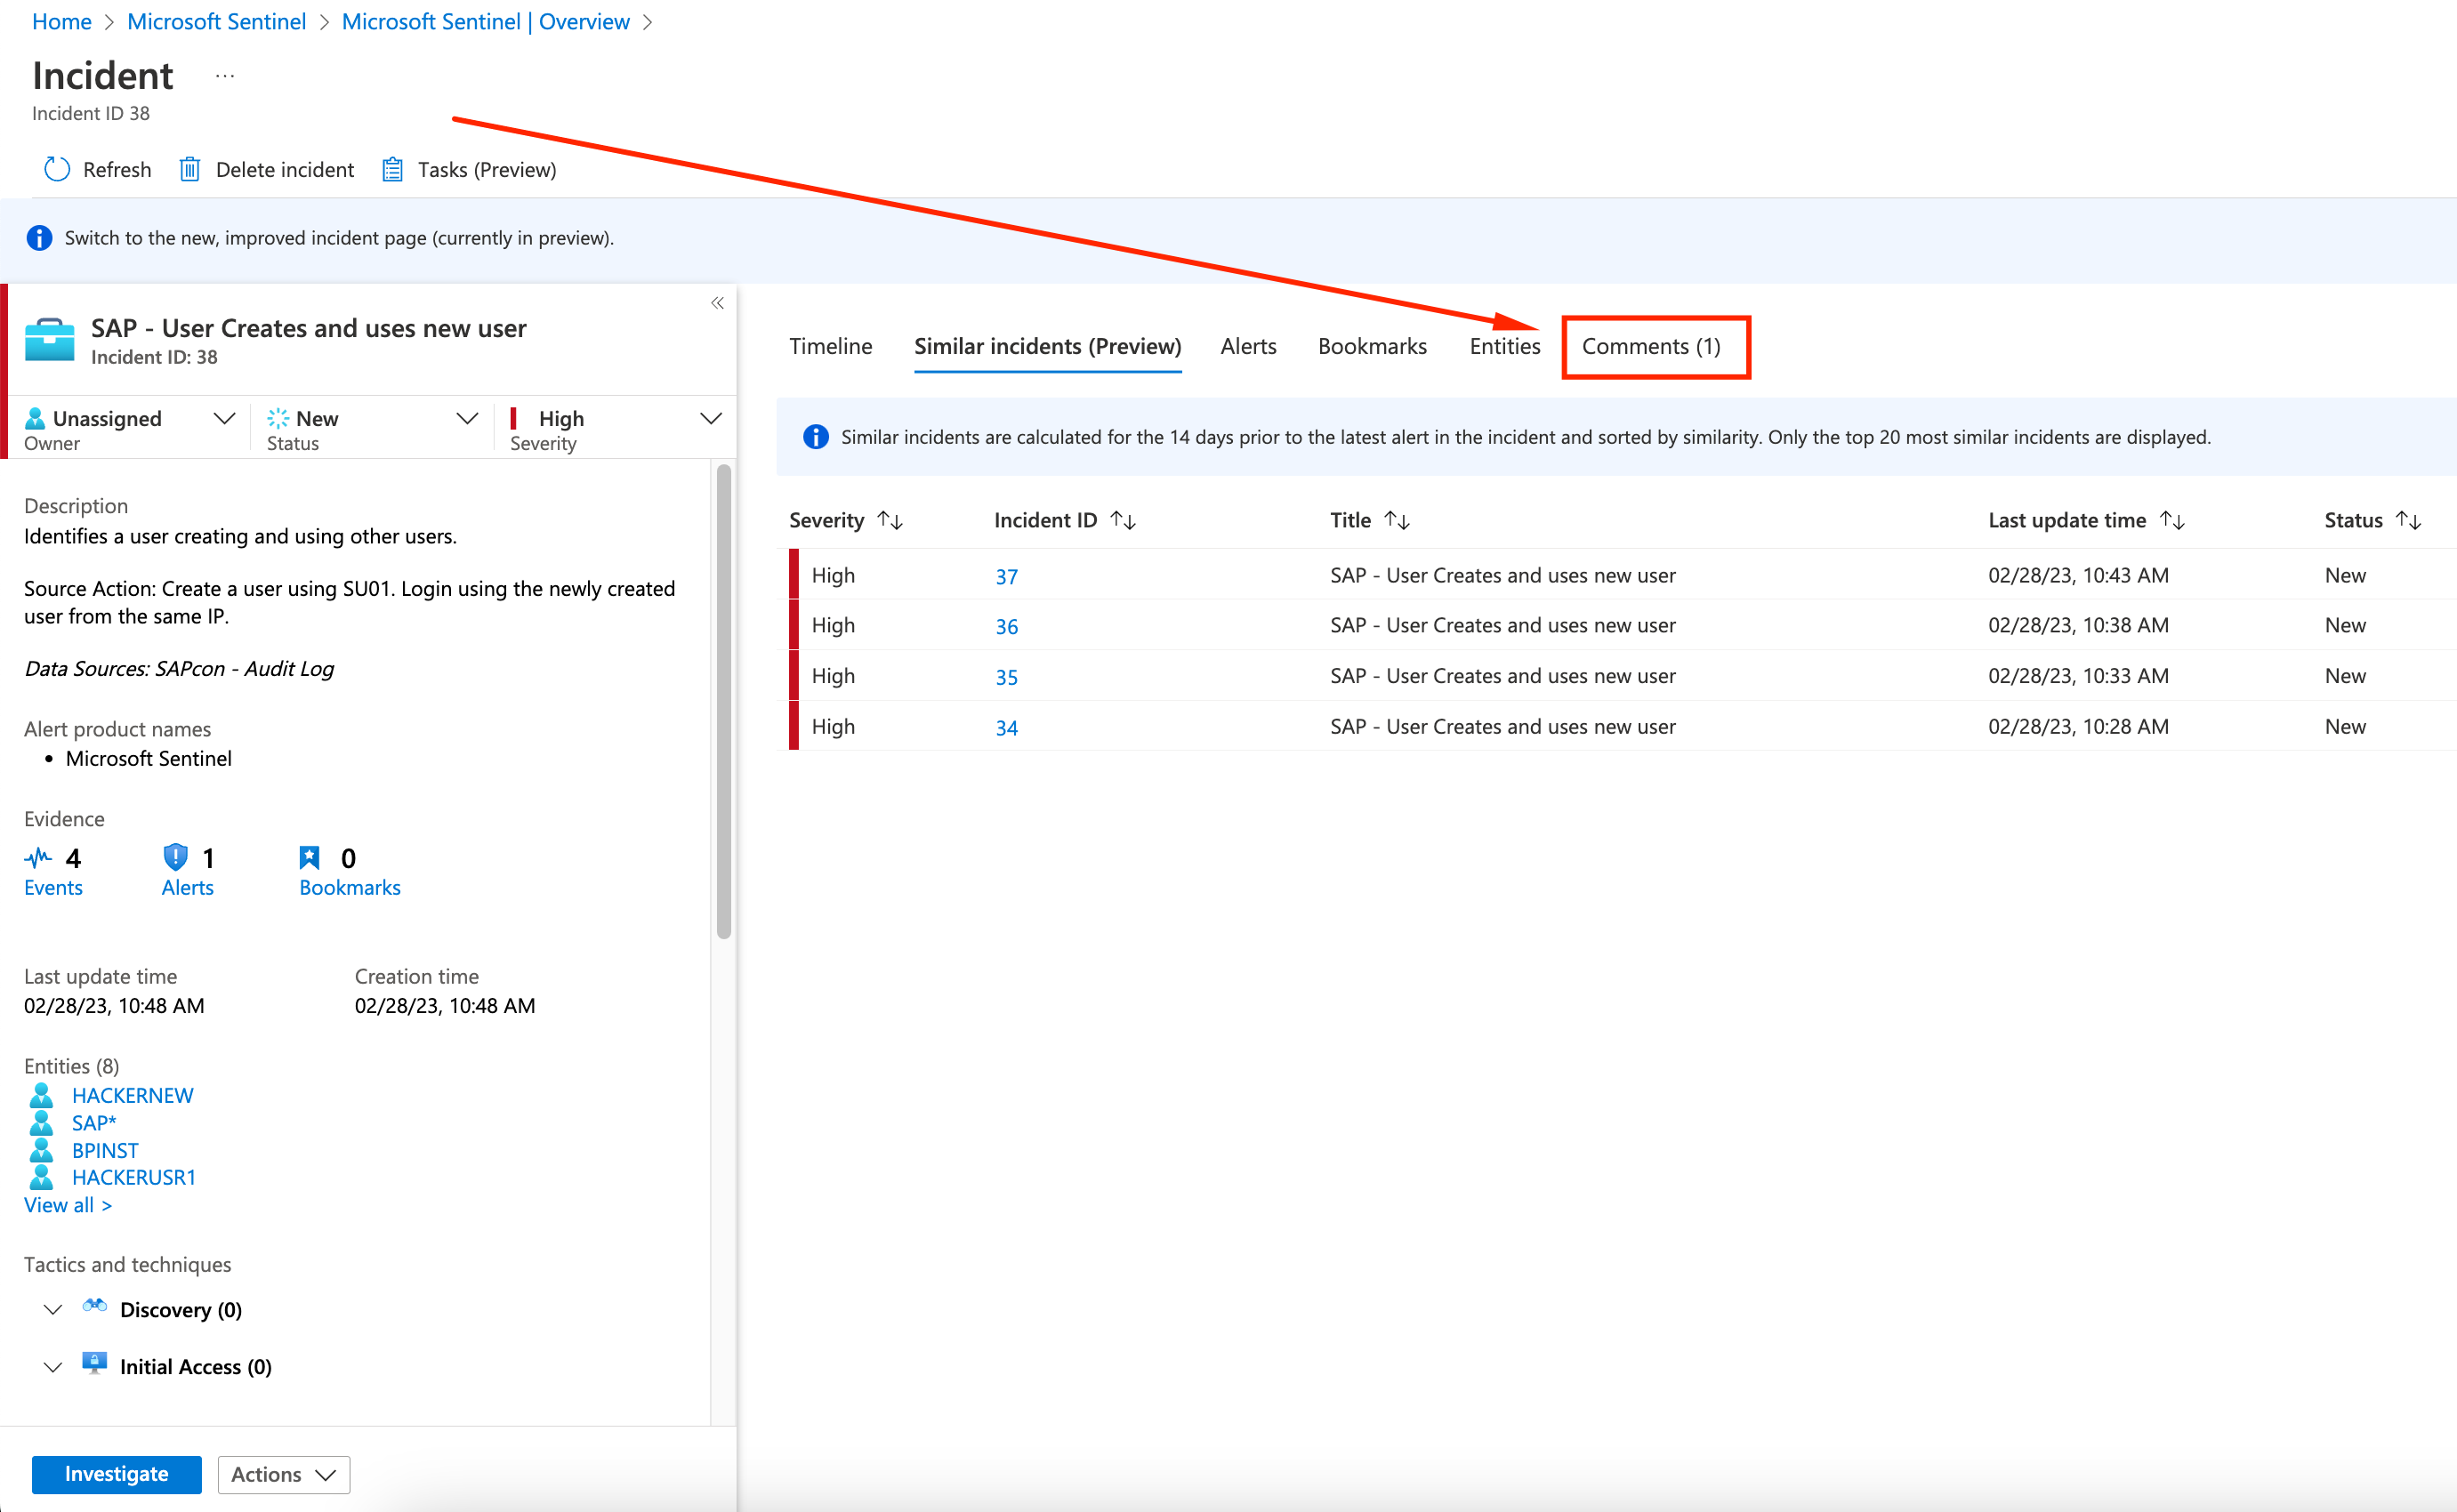 Home > Microsoft Sentinel > Microsoft Sentinel | Overview >
Incident ...
Incident ID 38
Refresh Delete incident Tasks (Preview)
Switch to the new, improved incident page (currently in preview).
«
SAP - User Creates and uses new user
Incident ID: 38
Unassigned New High
Owner Status Severity
Description
Identifies a user creating and using other users.
Source Action: Create a user using SU01. Login using the newly created
user from the same IP.
Data Sources: SAPcon - Audit Log
Alert product names
• Microsoft Sentinel
Evidence
4 1 0
Events Alerts Bookmarks
Last update time Creation time
02/28/23, 10:48 AM 02/28/23, 10:48 AM
Entities (8)
HACKERNEW
SAP*
BPINST
HACKERUSR1
View all >
Tactics and techniques
Discovery (0)
Initial Access (0)
Investigate Actions
Timeline Similar incidents (Preview) Alerts Bookmarks Entities Comments (1)
Similar incidents are calculated for the 14 days prior to the latest alert in the incident and sorted by similarity. Only the top 20 most similar incidents are displayed.
Severity ↑↓ Incident ID ↑↓ Title ↑↓ Last update time ↑↓ Status ↑↓
High 37 SAP - User Creates and uses new user 02/28/23, 10:43 AM New
High 36 SAP - User Creates and uses new user 02/28/23, 10:38 AM New
High 35 SAP - User Creates and uses new user 02/28/23, 10:33 AM New
High 34 SAP - User Creates and uses new user 02/28/23, 10:28 AM New